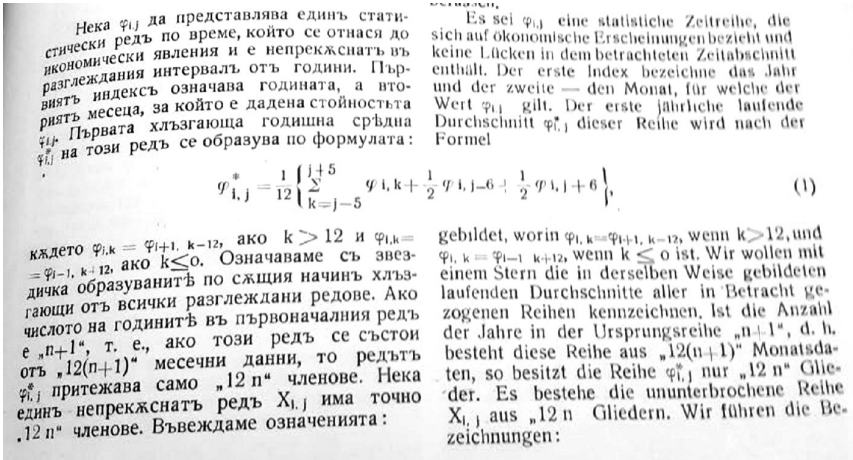 Нека φi,j да представлява единъ стати-
стически редъ по време, който се отнася до
икономически явления и е непрекѫснатъ въ
разглеждания интервалъ отъ години. Пър-
виятъ индексъ означава годината, а вто-
риятъ месеца, за който е дадена стойностьта
φi,j. Първата хлъзгающа годишна срѣдна
φ*i,j на този редъ се образува по формулата:
Es sei φi,j eine statistiche Zeitreihe, die
sich auf ökonomische Erscheinungen bezieht und
keine Lücken in dem betrachteten Zeitabschnitt
enthält. Der erste Index bezeichne das Jahr
und der zweite — den Monat, für welche der
Wert φi,j gilt. Der erste jährliche laufende
Durchschnitt φ*i,j dieser Reihe wird nach der
Formel
φ*i, j = 1/12 { j+5 Σ k=j–5 φ i, k + 1/2 φ i, j–6 + 1/2 φ i, j + 6 }, (1)
кѫдето φi,k = φi+1, k–12, ако k > 12 и φi,k=
= φi–1, k+12, ако k≤o. Означаваме съ звез-
дичка образуванитѣ по сѫщия начинъ хлъз-
гающи отъ всички разглеждани редове. Ако
числото на годинитѣ въ първоначалния редъ
е „n+1“, т. е., ако този редъ се състои
отъ „12(n+1)“ месечни данни, то редътъ
φ*i,j притежава само „12 n“ членове. Нека
единъ непрекѫснатъ редъ Xi, j има точно
„12 n“ членове. Въвеждаме означенията:
gebildet, worin φi, k=φi+1, k–12, wenn k>12, und
φi, k = φi–1 k+12, wenn k ≤ o ist. Wir wollen mit
einem Stern die in derselben Weise gebildeten
laufenden Durchschnitte aller in Betracht ge-
zogenen Reihen kennzeichnen. Ist die Anzahl
der Jahre in der Ursprungsreihe „n+1“, d. h.
besteht diese Reihe aus „12(n+1)“ Monatsda-
ten, so besitzt die Reihe φ*i,j nur „12 n“ Glie-
der. Es bestehe die ununterbrochene Reihe
Xi, j aus „12 n Gliedern. Wir führen die Be-
zeichnungen: